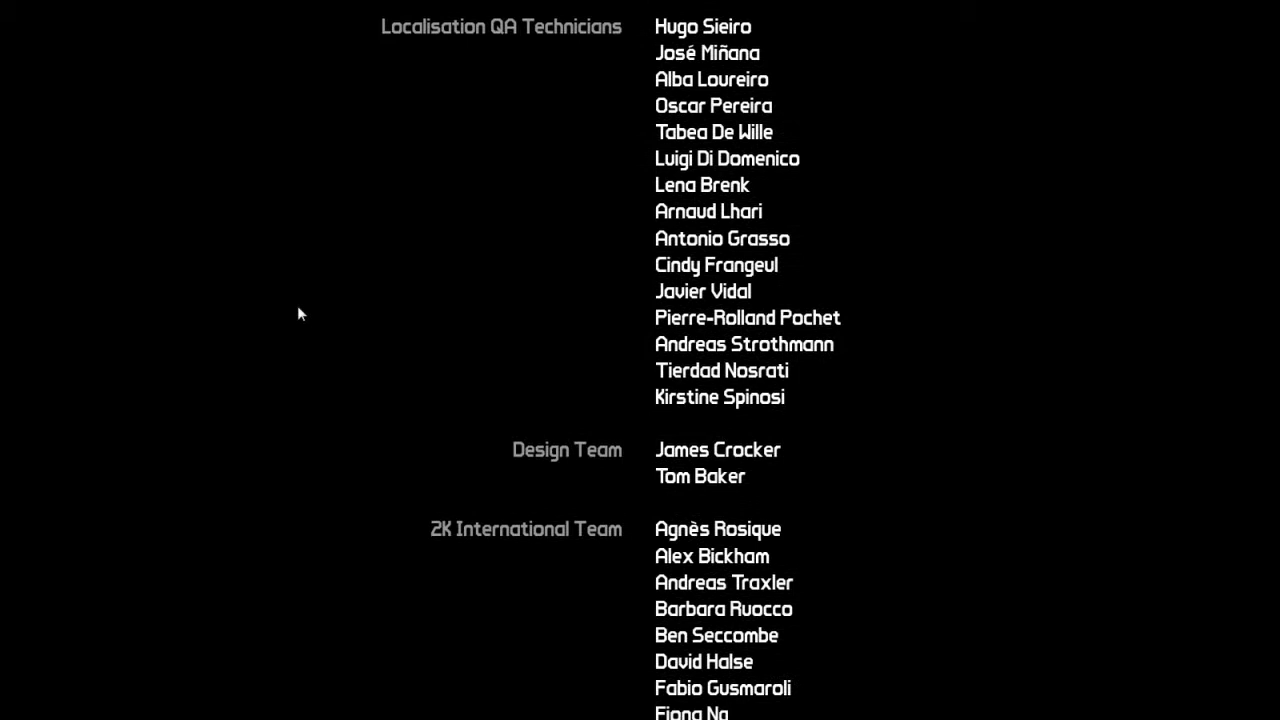 Localisation QA Technicians Hugo Sieiro
José Miñana
Alba Loureiro
Oscar Pereira
Tabea De Wille
Luigi Di Domenico
Lena Brenk
Arnaud Lhari
Antonio Grasso
Cindy Frangeul
Javier Vidal
Pierre-Rolland Pochet
Andreas Strothmann
Tierdad Nosrati
Kirstine Spinosi
Design Team James Crocker
Tom Baker
2K International Team Agnès Rosique
Alex Bickham
Andreas Traxler
Barbara Ruocco
Ben Seccombe
David Halse
Fabio Gusmaroli
Fiona Ng